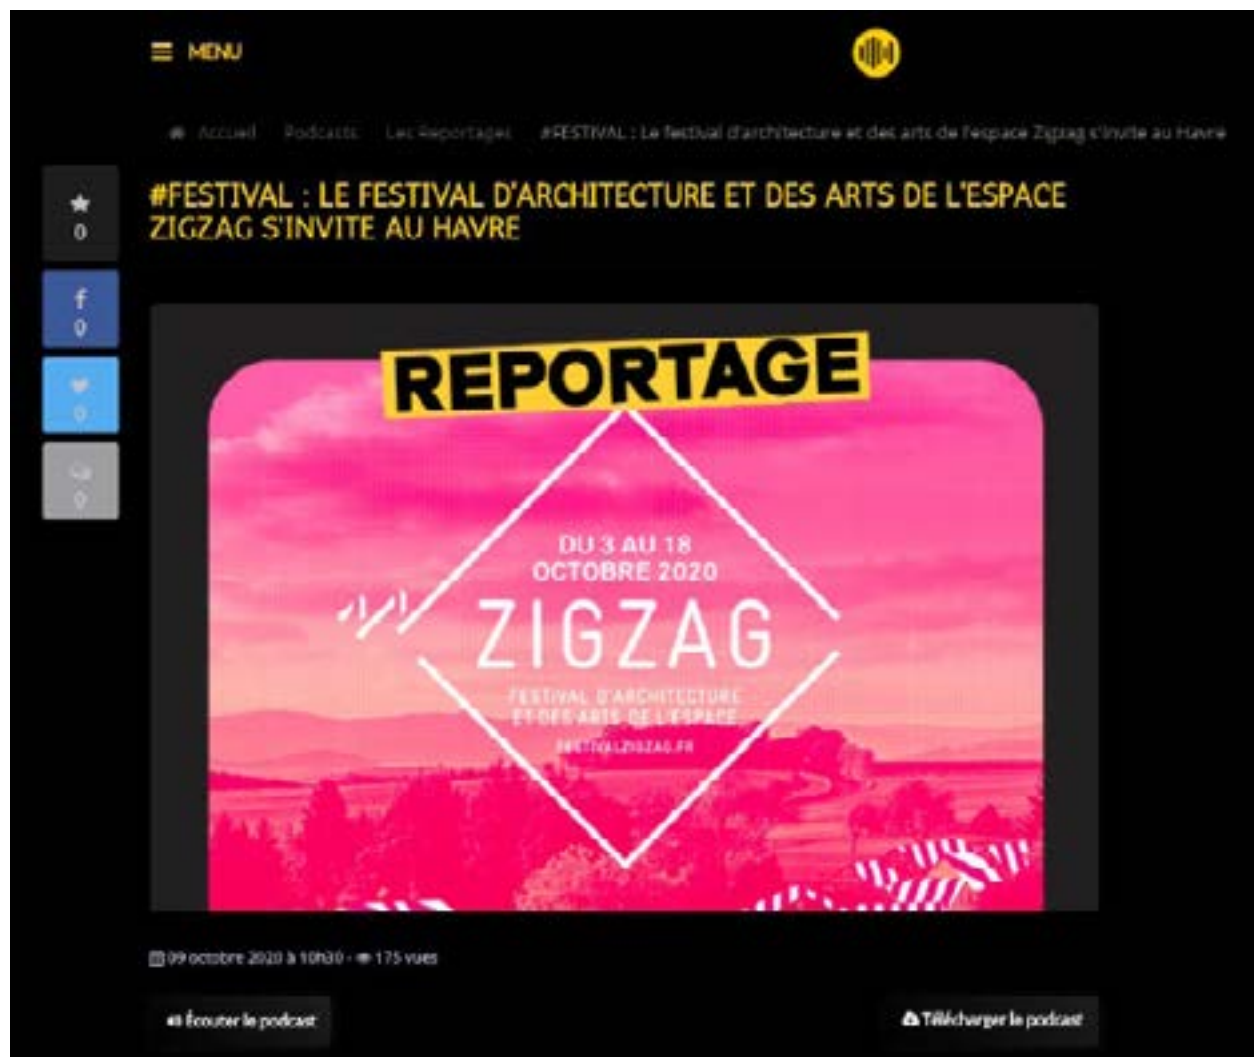 MENU
Accueil Podcasts Les Reportages #FESTIVAL : Le festival d'architecture et des arts de l'espace Zigzag s'invite au Havre
#FESTIVAL : LE FESTIVAL D'ARCHITECTURE ET DES ARTS DE L'ESPACE
ZIGZAG S'INVITE AU HAVRE
0
f
0
0
0
REPORTAGE
DU 3 AU 18
OCTOBRE 2020
ZIGZAG
FESTIVAL D'ARCHITECTURE
ET DES ARTS DE L'ESPACE
FESTIVALZIGZAG.FR
09 octobre 2020 à 10h30 - 175 vues
Écouter le podcast
Télécharger le podcast